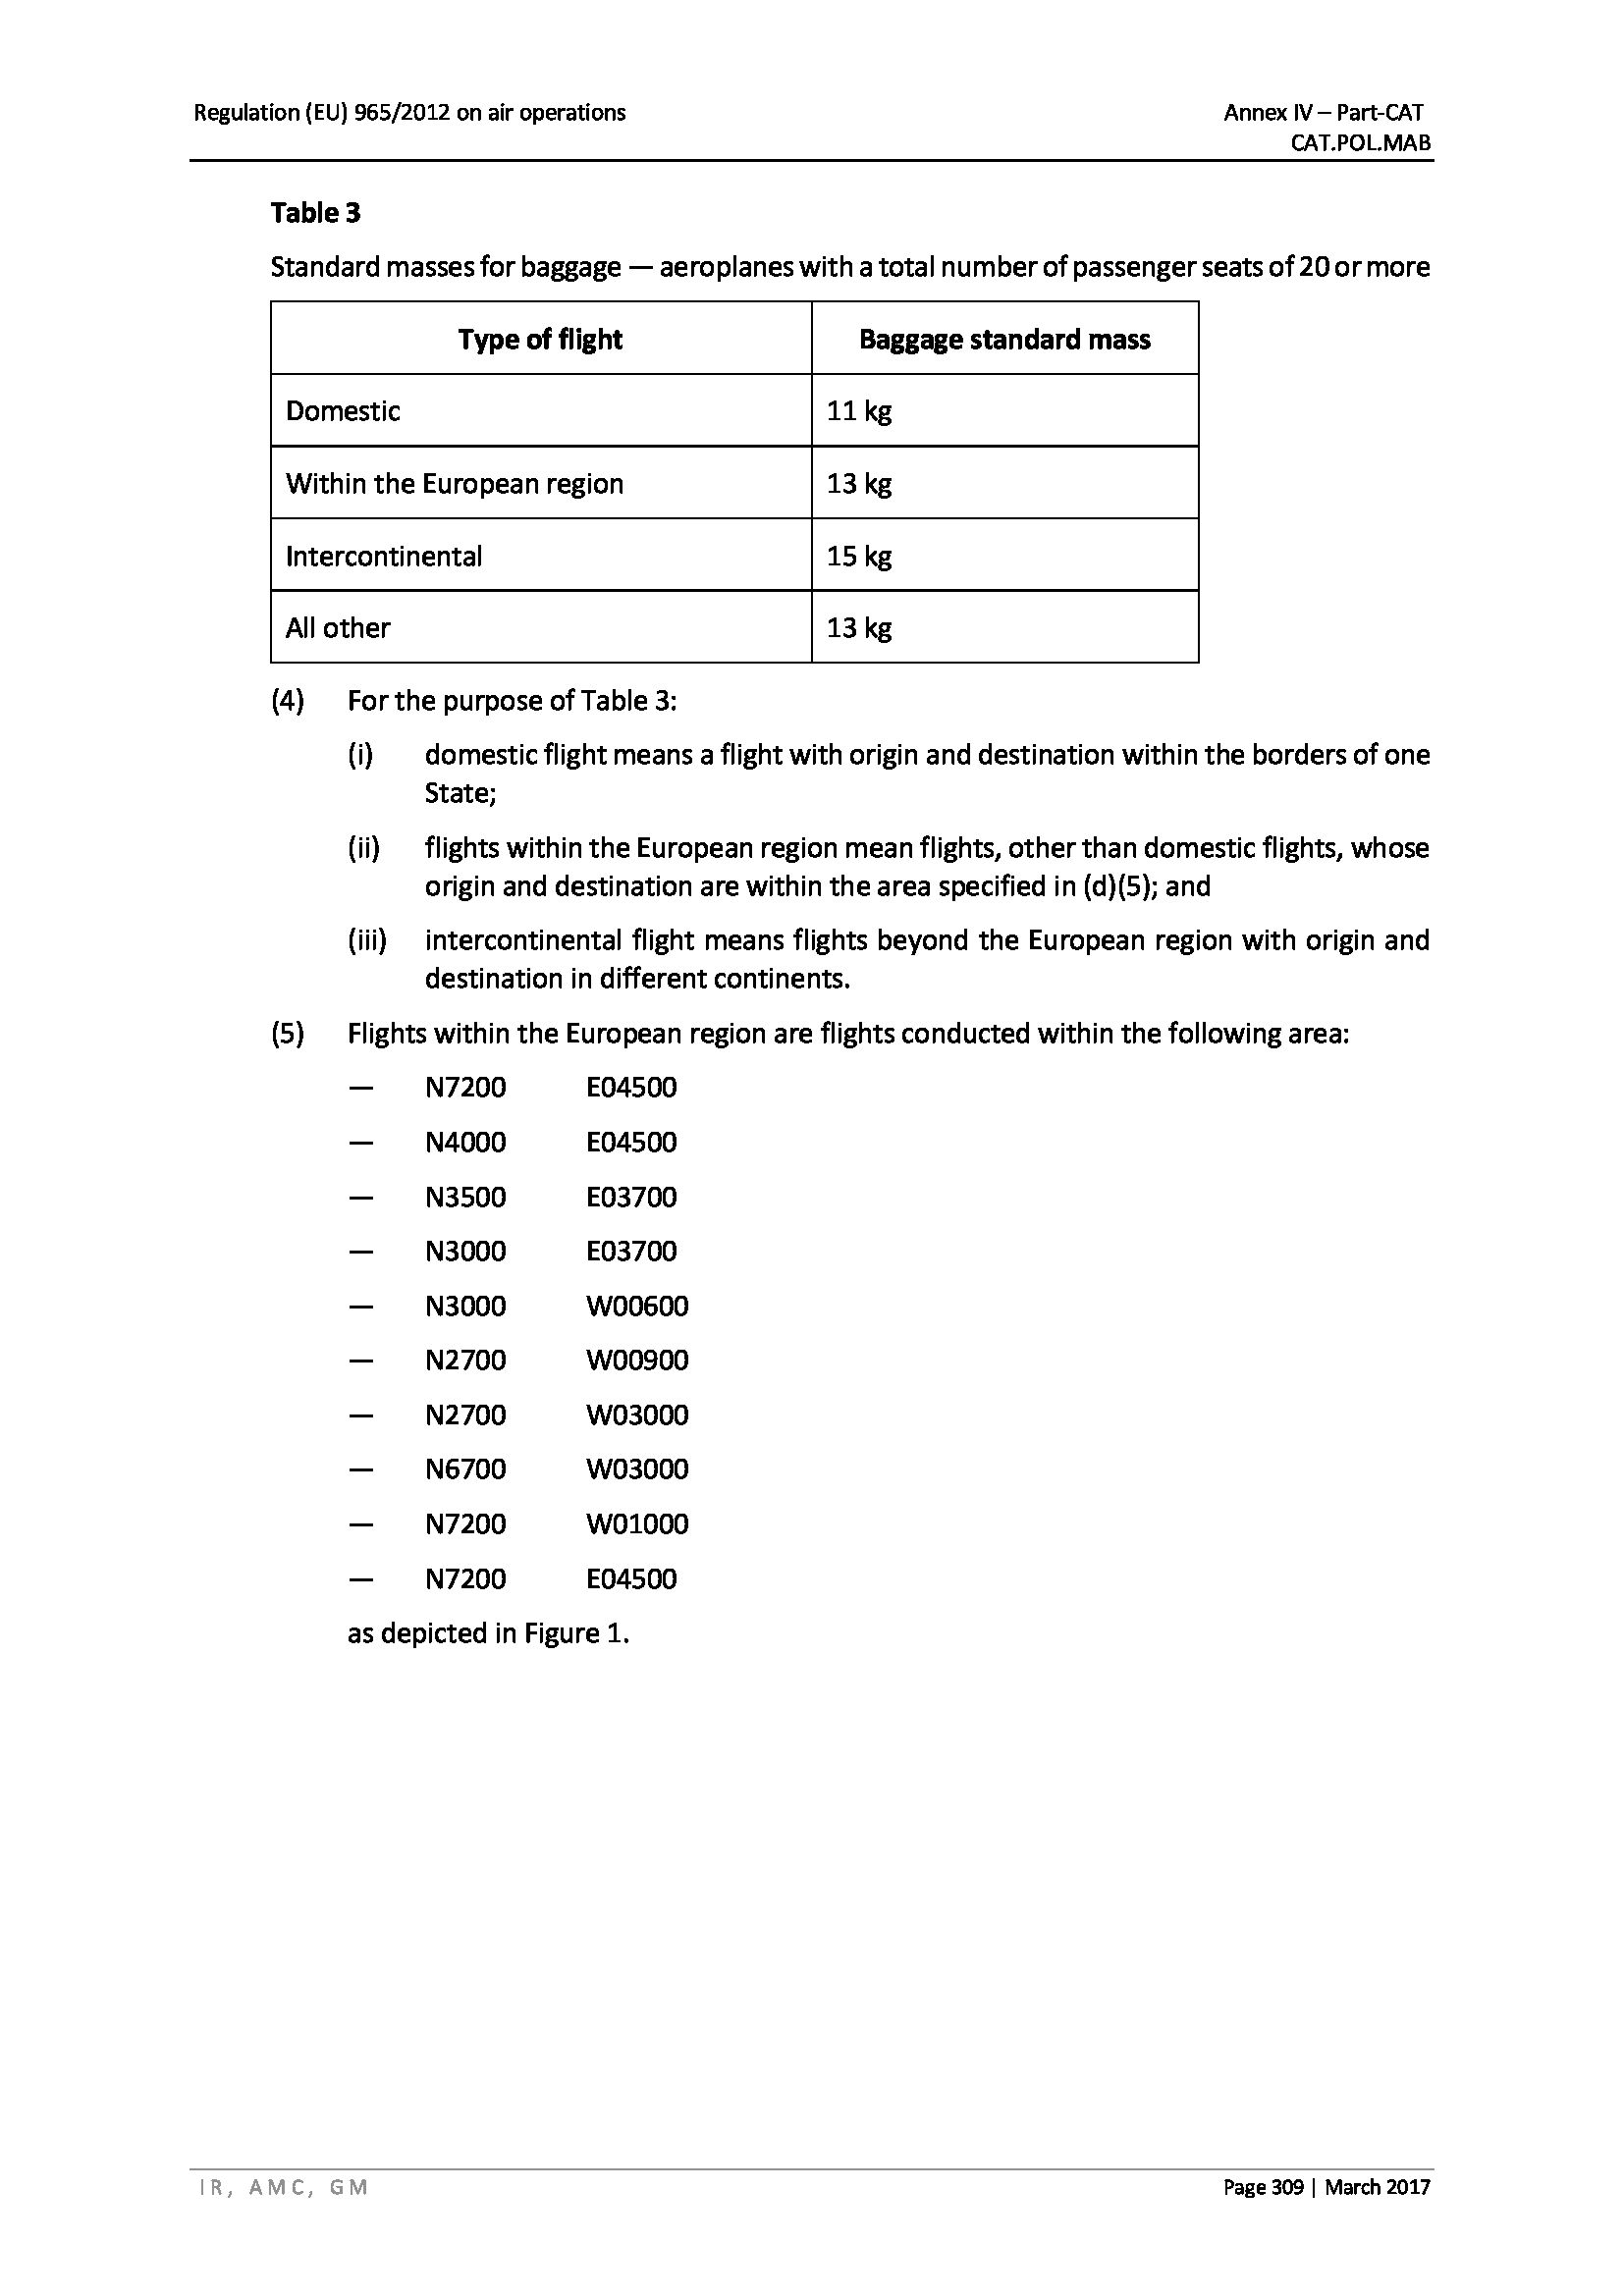 Regulation (EU) 965/2012 on air operations
Annex IV – Part-CAT
CAT.POL.MAB
Table 3
Standard masses for baggage — aeroplanes with a total number of passenger seats of 20 or more
Type of flight
Baggage standard mass
Domestic
11 kg
Within the European region
13 kg
Intercontinental
15 kg
All other
13 kg
(4) For the purpose of Table 3:
(i) domestic flight means a flight with origin and destination within the borders of one
State;
(ii) flights within the European region mean flights, other than domestic flights, whose
origin and destination are within the area specified in (d)(5); and
(iii) intercontinental flight means flights beyond the European region with origin and
destination in different continents.
(5) Flights within the European region are flights conducted within the following area:
— N7200 E04500
— N4000 E04500
— N3500 E03700
— N3000 E03700
— N3000 W00600
— N2700 W00900
— N2700 W03000
— N6700 W03000
— N7200 W01000
— N7200 E04500
as depicted in Figure 1.
IR, AMC, GM
Page 309 | March 2017